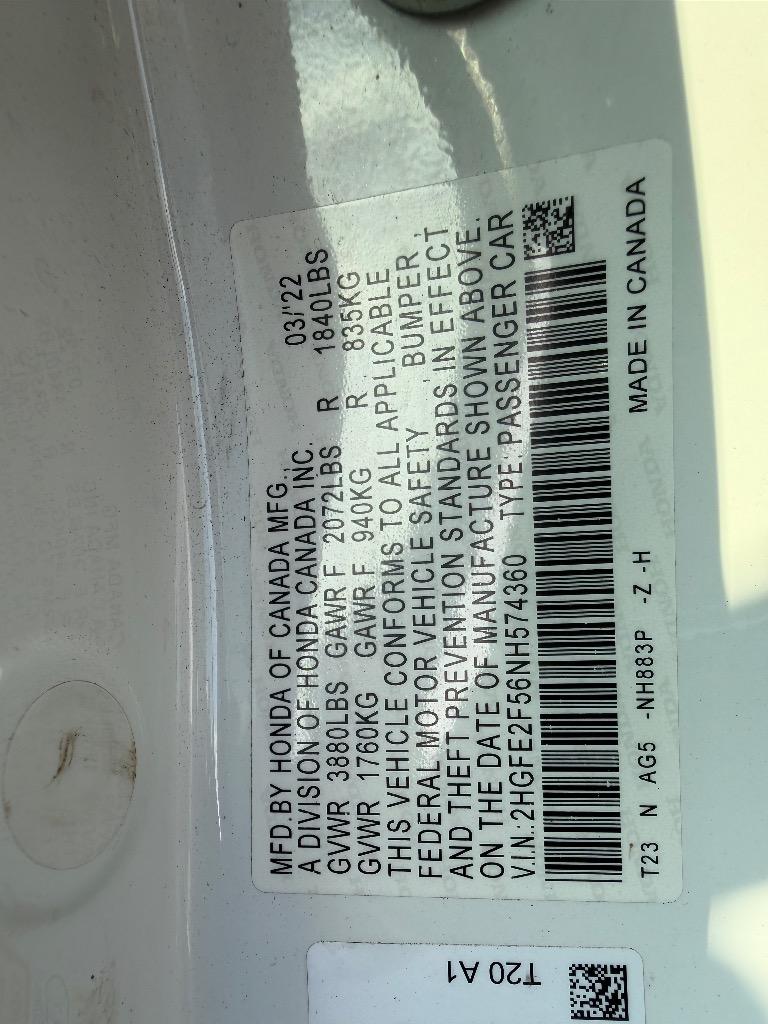 MFD.BY HONDA OF CANADA MFG., 03/'22
A DIVISION OF HONDA CANADA INC.
GVWR 3880LBS GAWR F 2072LBS R 1840LBS
GVWR 1760KG GAWR F 940KG R 835KG
THIS VEHICLE CONFORMS TO ALL APPLICABLE
FEDERAL MOTOR VEHICLE SAFETY, BUMPER,
AND THEFT PREVENTION STANDARDS IN EFFECT
ON THE DATE OF MANUFACTURE SHOWN ABOVE.
V.I.N.:2HGFE2F56NH574360 TYPE:PASSENGER CAR
T23 N AG5 -NH883P -Z -H MADE IN CANADA
T20 A1